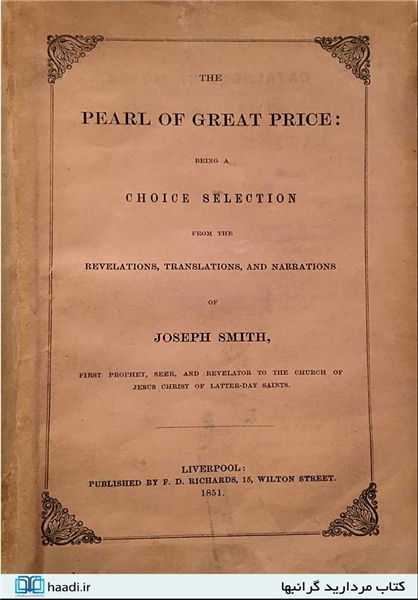 THE
PEARL OF GREAT PRICE:
BEING A
CHOICE SELECTION
FROM THE
REVELATIONS, TRANSLATIONS, AND NARRATIONS
OF
JOSEPH SMITH,
FIRST PROPHET, SEER, AND REVELATOR TO THE CHURCH OF
JESUS CHRIST OF LATTER-DAY SAINTS.
LIVERPOOL:
PUBLISHED BY F. D. RICHARDS, 15, WILTON STREET.
1851.
haadi.ir
کتاب مردارید گرانبها